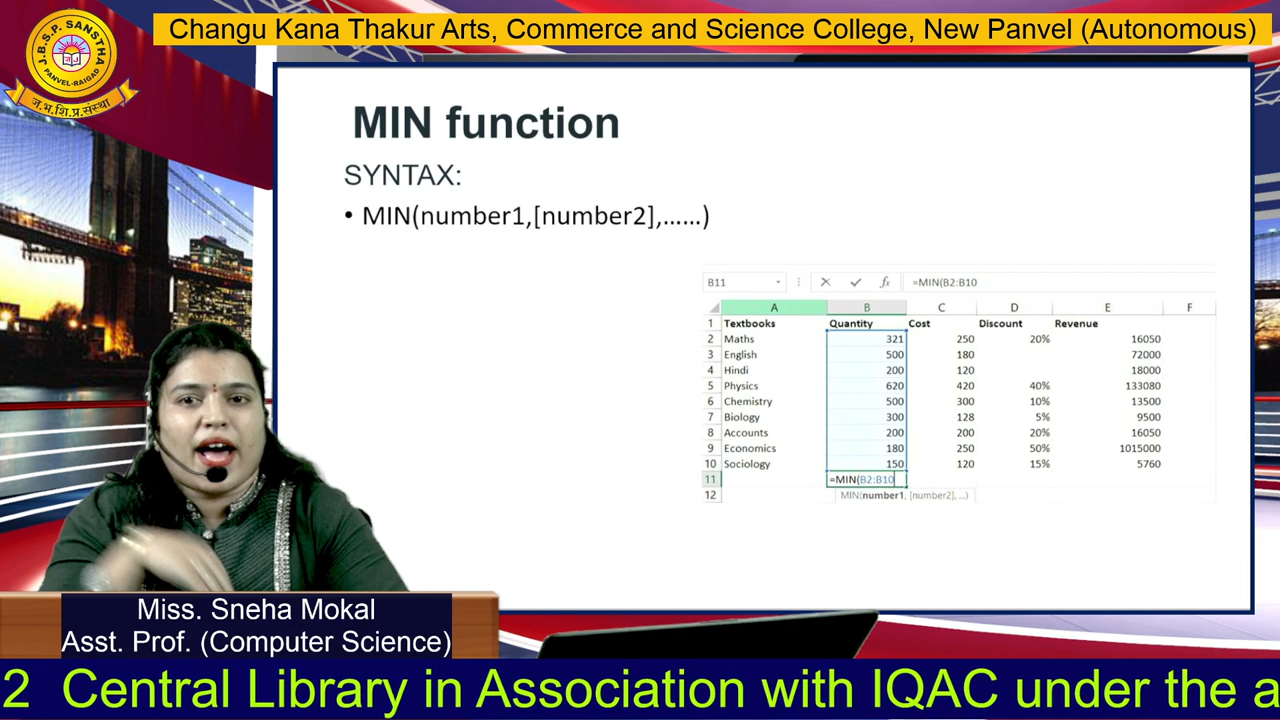 Changu Kana Thakur Arts, Commerce and Science College, New Panvel (Autonomous)
J.B.S.P. SANSTHA
PANVEL-RAIGAD
ज.भ.शि.प्र.संस्था
MIN function
SYNTAX:
• MIN(number1,[number2],......)
B11 fx =MIN(B2:B10
A B C D E F
1 Textbooks Quantity Cost Discount Revenue
2 Maths 321 250 20% 16050
3 English 500 180 72000
4 Hindi 200 120 18000
5 Physics 620 420 40% 133080
6 Chemistry 500 300 10% 13500
7 Biology 300 128 5% 9500
8 Accounts 200 200 20% 16050
9 Economics 180 250 50% 1015000
10 Sociology 150 120 15% 5760
11 =MIN(B2:B10
12 MIN(number1, [number2], ...)
Miss. Sneha Mokal
Asst. Prof. (Computer Science)
2 Central Library in Association with IQAC under the a